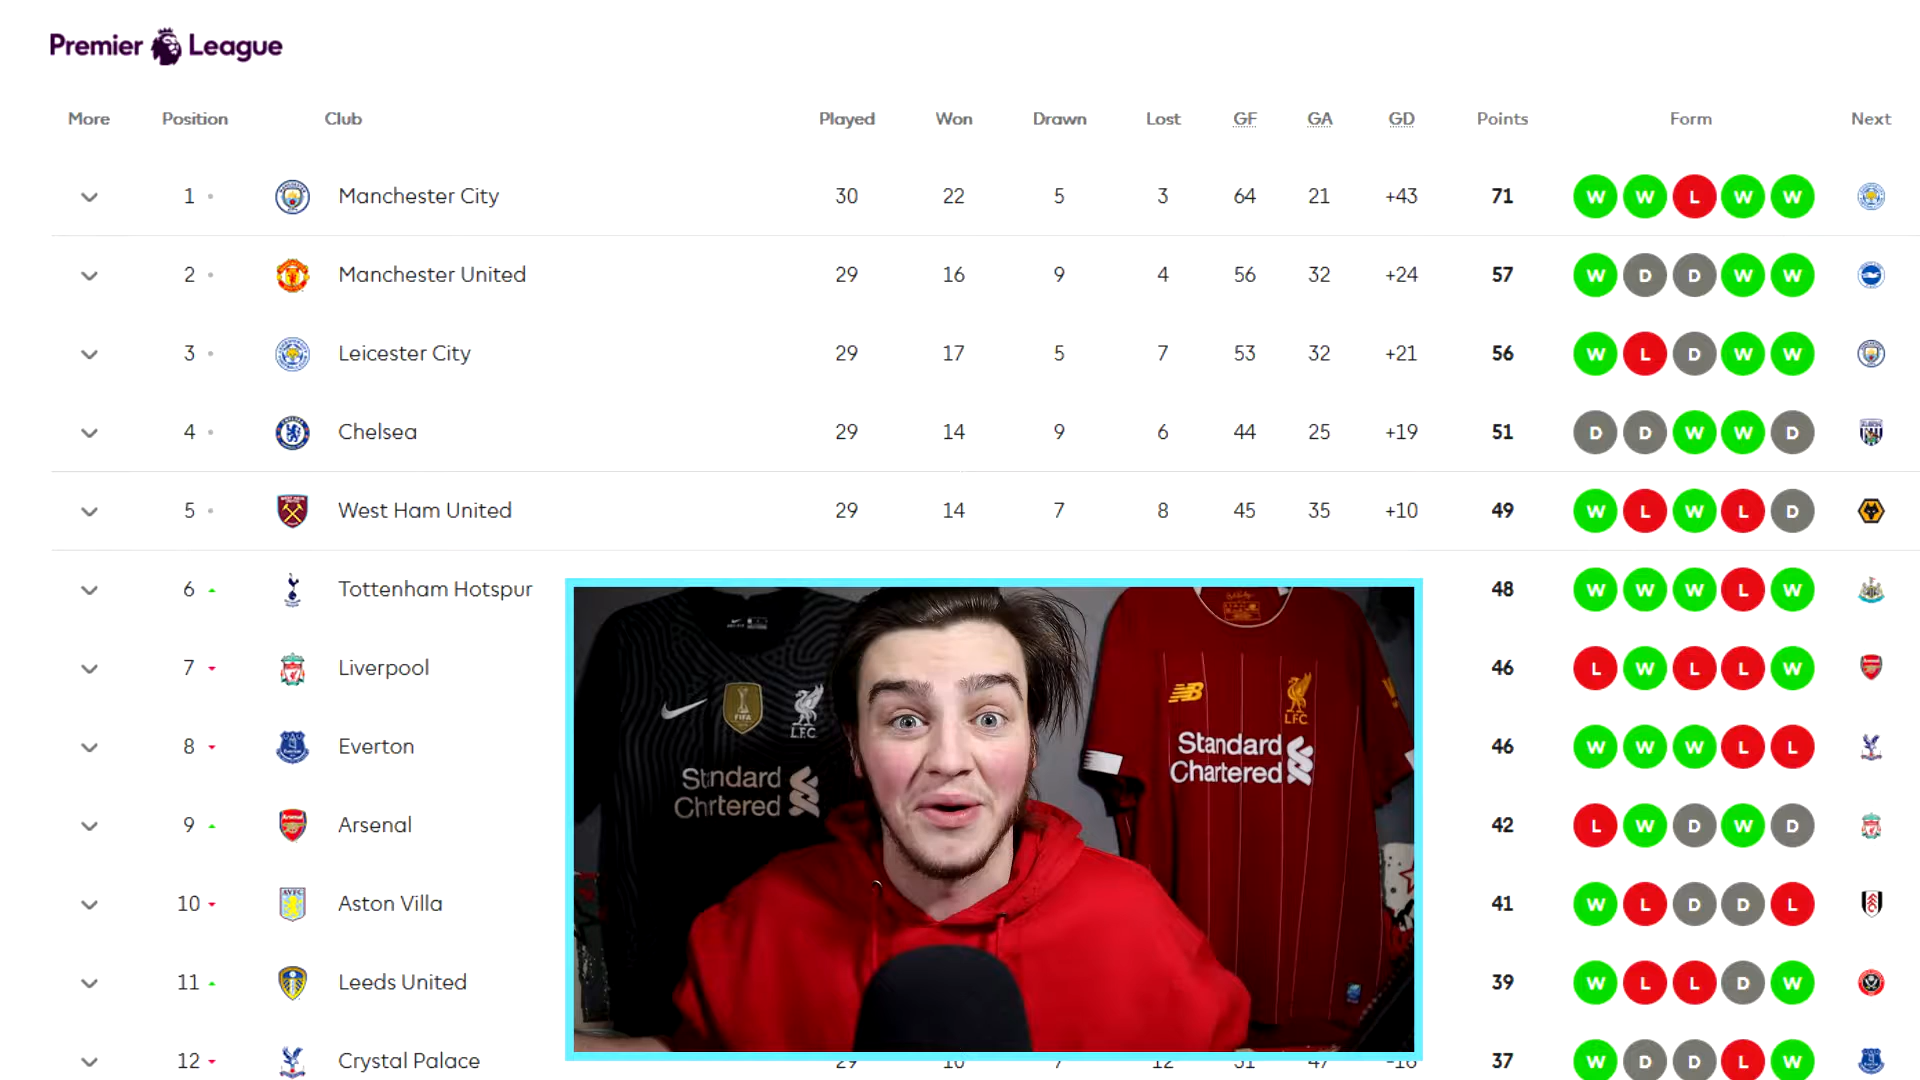 Premier League
More Position Club Played Won Drawn Lost GF GA GD Points Form Next
1 Manchester City 30 22 5 3 64 21 +43 71 W W L W W
2 Manchester United 29 16 9 4 56 32 +24 57 W D D W W
3 Leicester City 29 17 5 7 53 32 +21 56 W L D W W
4 Chelsea 29 14 9 6 44 25 +19 51 D D W W D
5 West Ham United 29 14 7 8 45 35 +10 49 W L W L D
6 Tottenham Hotspur 48 W W W L W
7 Liverpool 46 L W L L W
8 Everton 46 W W W L L
9 Arsenal 42 L W D W D
10 Aston Villa 41 W L D D L
11 Leeds United 39 W L L D W
12 Crystal Palace 37 W D D L W
FIFA
L.F.C.
Stndard
Chrtered
NB
LFC
Standard
Chartered